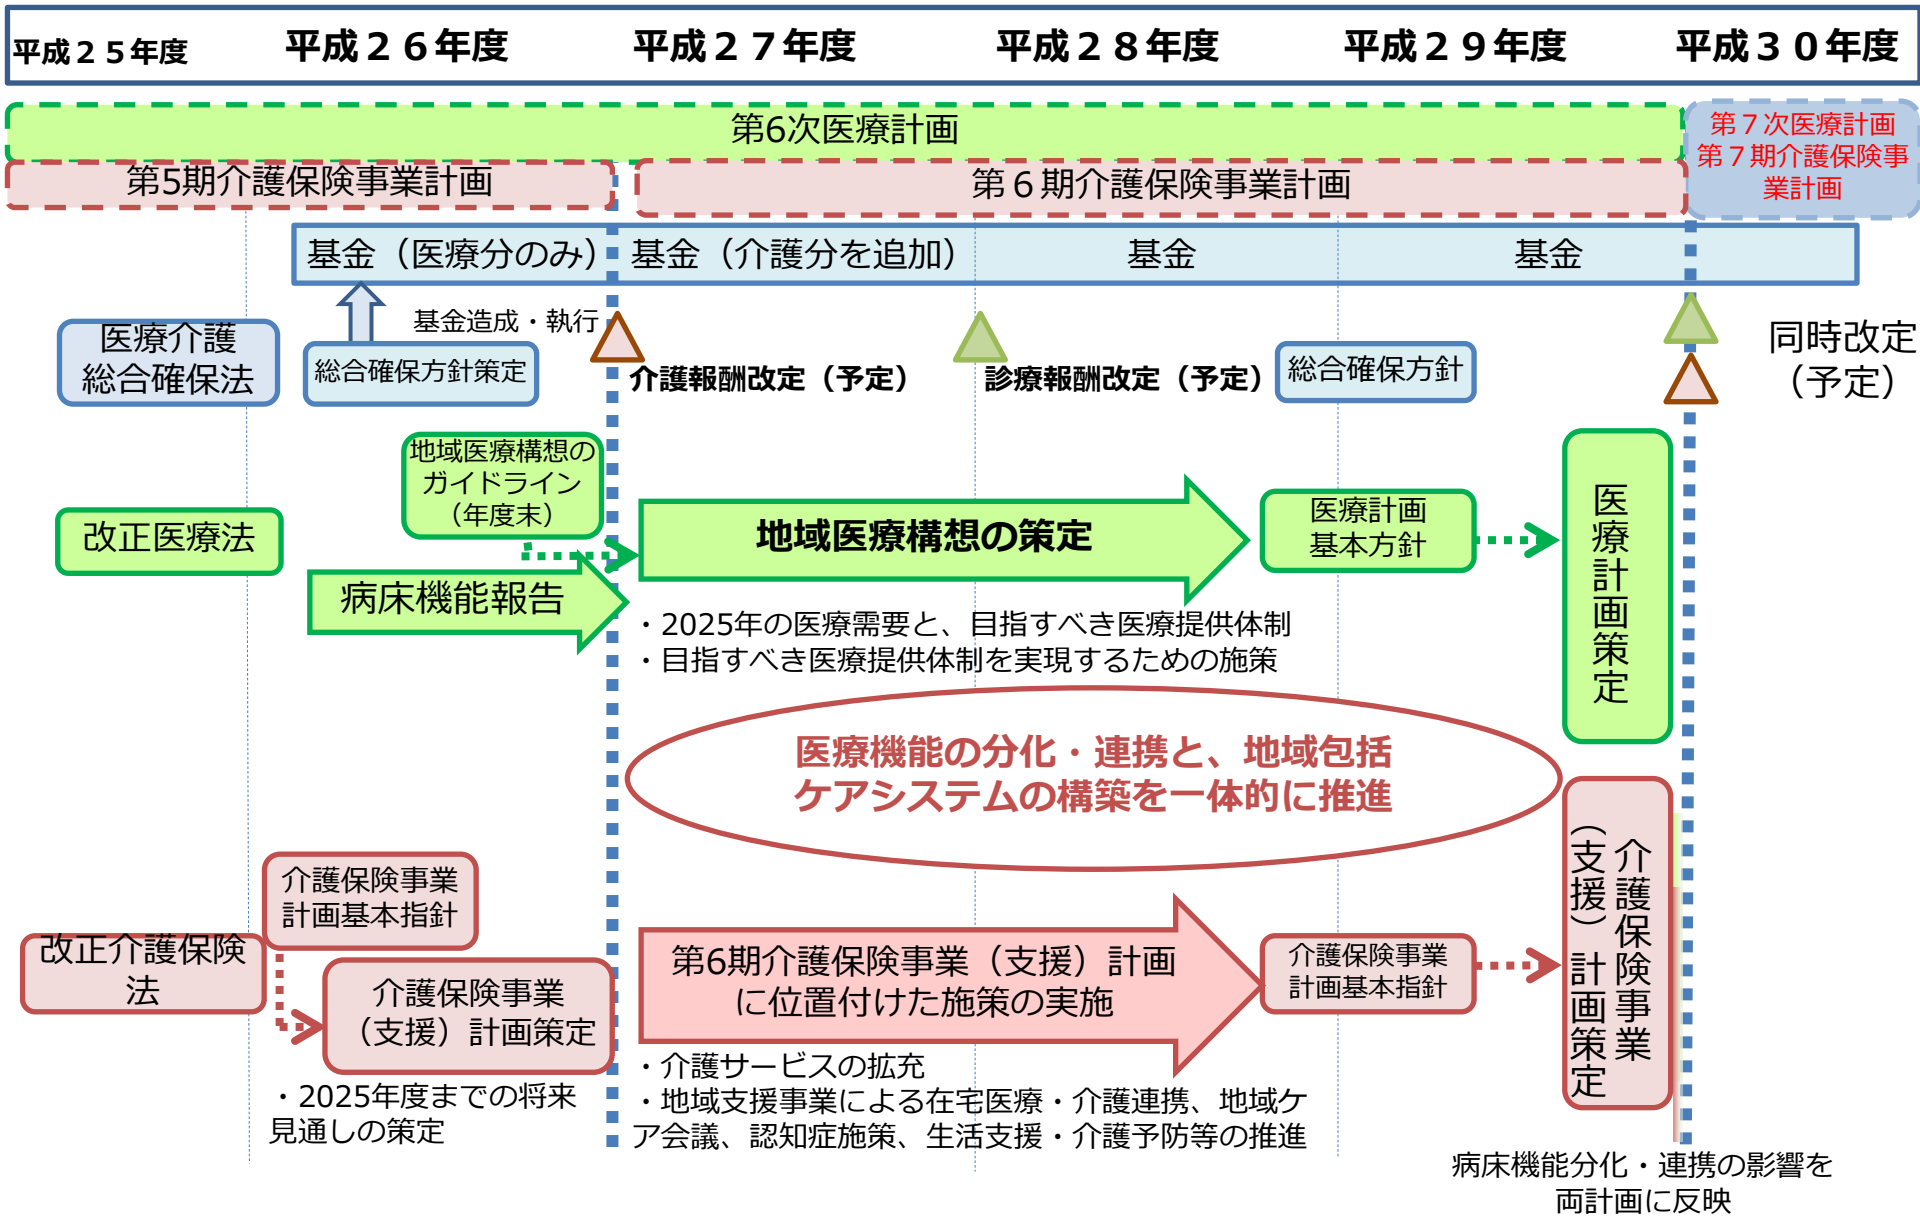 平成２５年度
平成２６年度
平成２７年度
平成２８年度
平成２９年度
平成３０年度
第6次医療計画
第７次医療計画
第７期介護保険事
業計画
第5期介護保険事業計画
第６期介護保険事業計画
基金（医療分のみ）
基金（介護分を追加）
基金
基金
医療介護
総合確保法
総合確保方針策定
基金造成・執行
介護報酬改定（予定）
診療報酬改定（予定）
総合確保方針
同時改定
（予定）
改正医療法
地域医療構想の
ガイドライン
（年度末）
病床機能報告
地域医療構想の策定
医療計画
基本方針
医療計画策定
・2025年の医療需要と、目指すべき医療提供体制
・目指すべき医療提供体制を実現するための施策
医療機能の分化・連携と、地域包括
ケアシステムの構築を一体的に推進
改正介護保険
法
介護保険事業
計画基本指針
介護保険事業
（支援）計画策定
・2025年度までの将来
見通しの策定
第6期介護保険事業（支援）計画
に位置付けた施策の実施
介護保険事業
計画基本指針
介護保険事業
（支援）計画策定
・介護サービスの拡充
・地域支援事業による在宅医療・介護連携、地域ケ
ア会議、認知症施策、生活支援・介護予防等の推進
病床機能分化・連携の影響を
両計画に反映